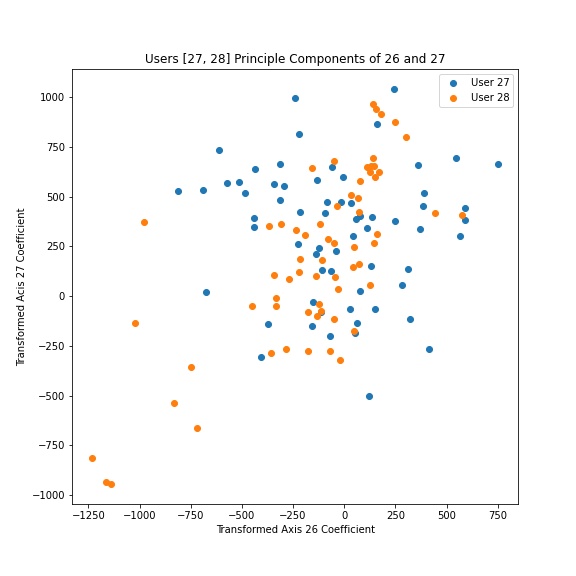 Users [27, 28] Principle Components of 26 and 27
User 27
User 28
Transformed Acis 27 Coefficient
1000
750
500
250
0
−250
−500
−750
−1000
−1250 −1000 −750 −500 −250 0 250 500 750
Transformed Axis 26 Coefficient